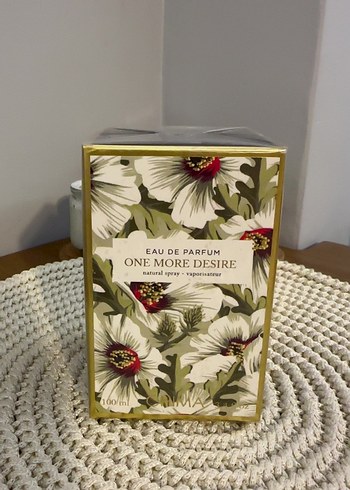 EAU DE PARFUM
ONE MORE DESIRE
natural spray - vaporisateur
100 ml